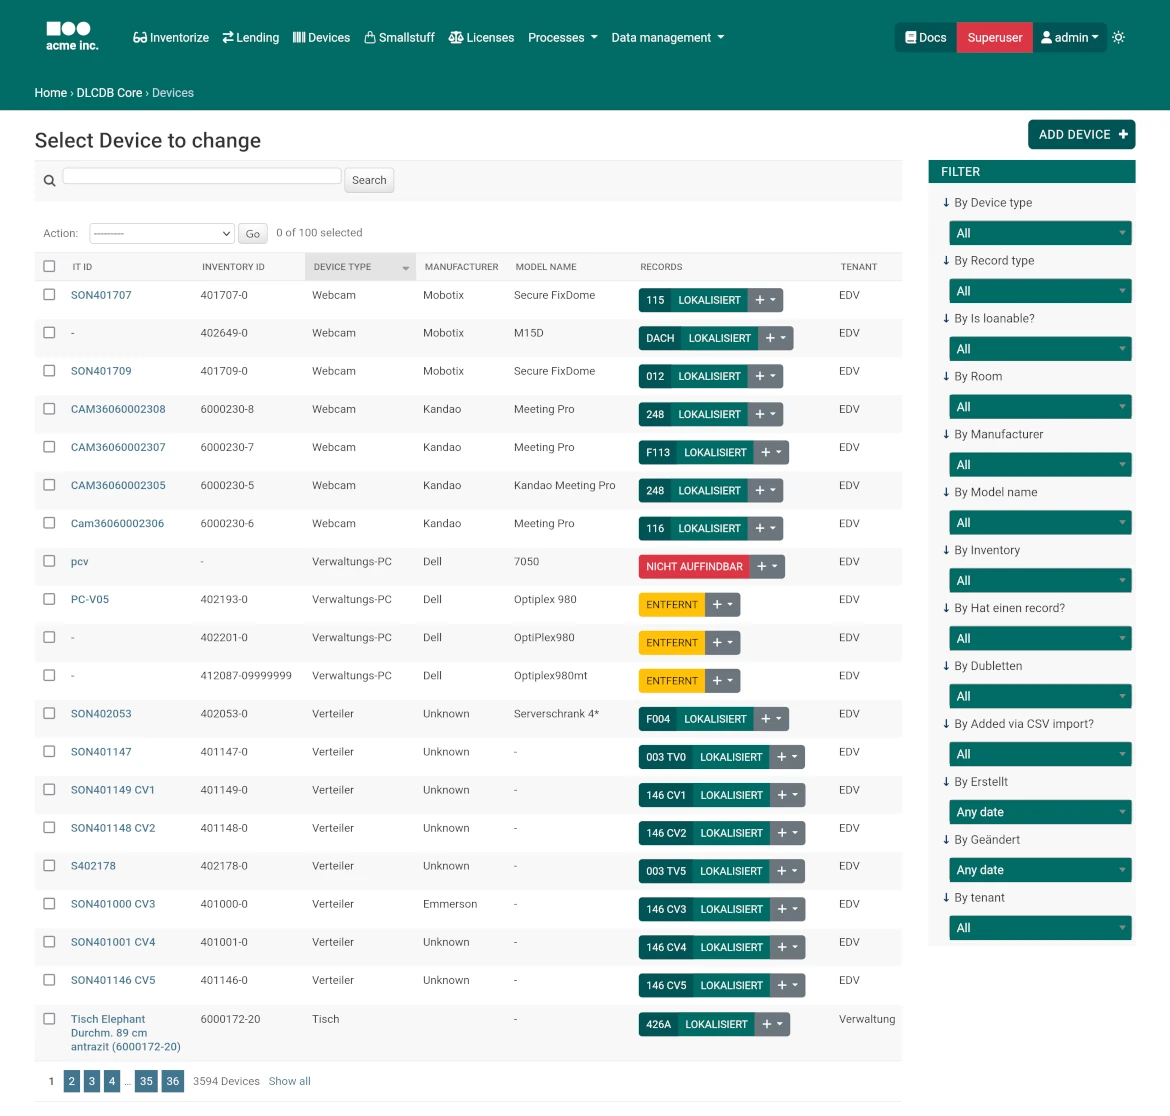 acme inc.
Inventorize Lending Devices Smallstuff Licenses Processes Data management Docs Superuser admin
Home › DLCDB Core › Devices
Select Device to change
ADD DEVICE
Search
Action: --------- Go 0 of 100 selected
IT ID INVENTORY ID DEVICE TYPE MANUFACTURER MODEL NAME RECORDS TENANT
SON401707 401707-0 Webcam Mobotix Secure FixDome 115 LOKALISIERT + EDV
- 402649-0 Webcam Mobotix M15D DACH LOKALISIERT + EDV
SON401709 401709-0 Webcam Mobotix Secure FixDome 012 LOKALISIERT + EDV
CAM36060002308 6000230-8 Webcam Kandao Meeting Pro 248 LOKALISIERT + EDV
CAM36060002307 6000230-7 Webcam Kandao Meeting Pro F113 LOKALISIERT + EDV
CAM36060002305 6000230-5 Webcam Kandao Kandao Meeting Pro 248 LOKALISIERT + EDV
Cam36060002306 6000230-6 Webcam Kandao Meeting Pro 116 LOKALISIERT + EDV
pcv - Verwaltungs-PC Dell 7050 NICHT AUFFINDBAR + EDV
PC-V05 402193-0 Verwaltungs-PC Dell Optiplex 980 ENTFERNT + EDV
- 402201-0 Verwaltungs-PC Dell OptiPlex980 ENTFERNT + EDV
- 412087-09999999 Verwaltungs-PC Dell Optiplex980mt ENTFERNT + EDV
SON402053 402053-0 Verteiler Unknown Serverschrank 4* F004 LOKALISIERT + EDV
SON401147 401147-0 Verteiler Unknown - 003 TV0 LOKALISIERT + EDV
SON401149 CV1 401149-0 Verteiler Unknown - 146 CV1 LOKALISIERT + EDV
SON401148 CV2 401148-0 Verteiler Unknown - 146 CV2 LOKALISIERT + EDV
S402178 402178-0 Verteiler Unknown - 003 TV5 LOKALISIERT + EDV
SON401000 CV3 401000-0 Verteiler Emmerson - 146 CV3 LOKALISIERT + EDV
SON401001 CV4 401001-0 Verteiler Unknown - 146 CV4 LOKALISIERT + EDV
SON401146 CV5 401146-0 Verteiler Unknown - 146 CV5 LOKALISIERT + EDV
Tisch Elephant 6000172-20 Tisch - 426A LOKALISIERT + Verwaltung
Durchm. 89 cm
antrazit (6000172-20)
1 2 3 4 … 35 36 3594 Devices Show all
FILTER
↓ By Device type
All
↓ By Record type
All
↓ By Is loanable?
All
↓ By Room
All
↓ By Manufacturer
All
↓ By Model name
All
↓ By Inventory
All
↓ By Hat einen record?
All
↓ By Dubletten
All
↓ By Added via CSV import?
All
↓ By Erstellt
Any date
↓ By Geändert
Any date
↓ By tenant
All